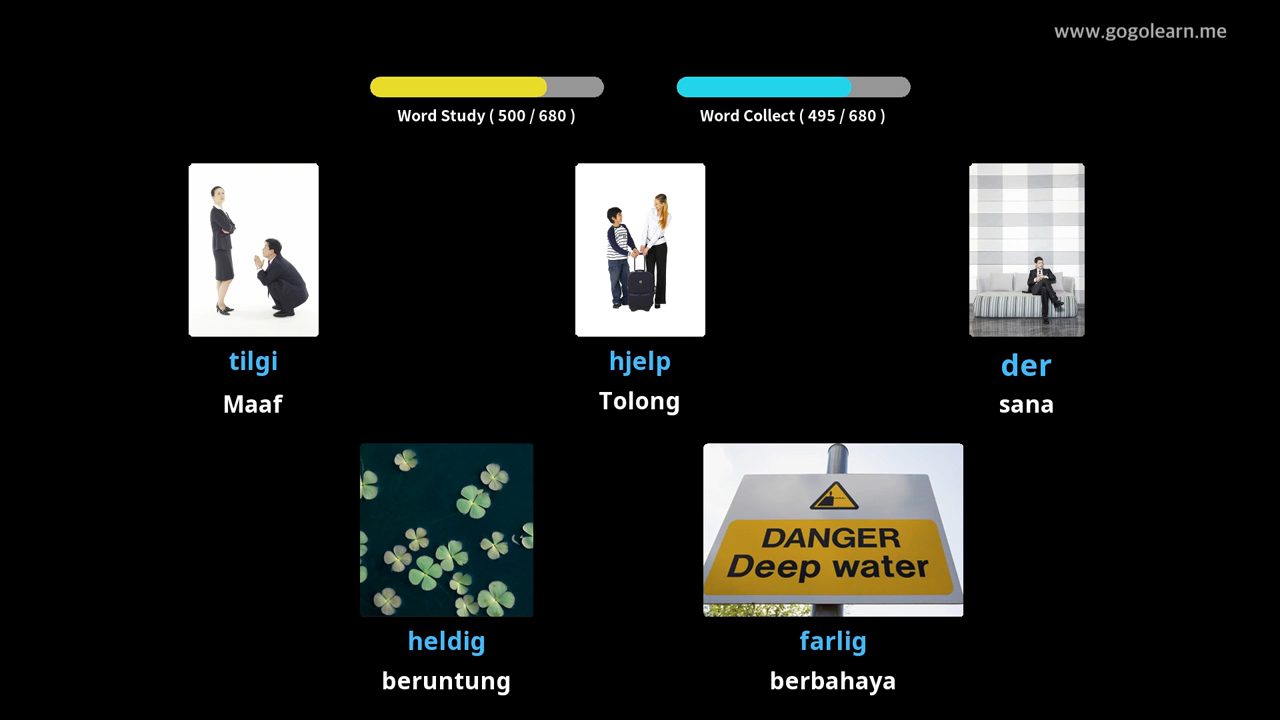 www.gogolearn.me
Word Study ( 500 / 680 )
Word Collect ( 495 / 680 )
tilgi
Maaf
hjelp
Tolong
der
sana
DANGER
Deep water
heldig
beruntung
farlig
berbahaya